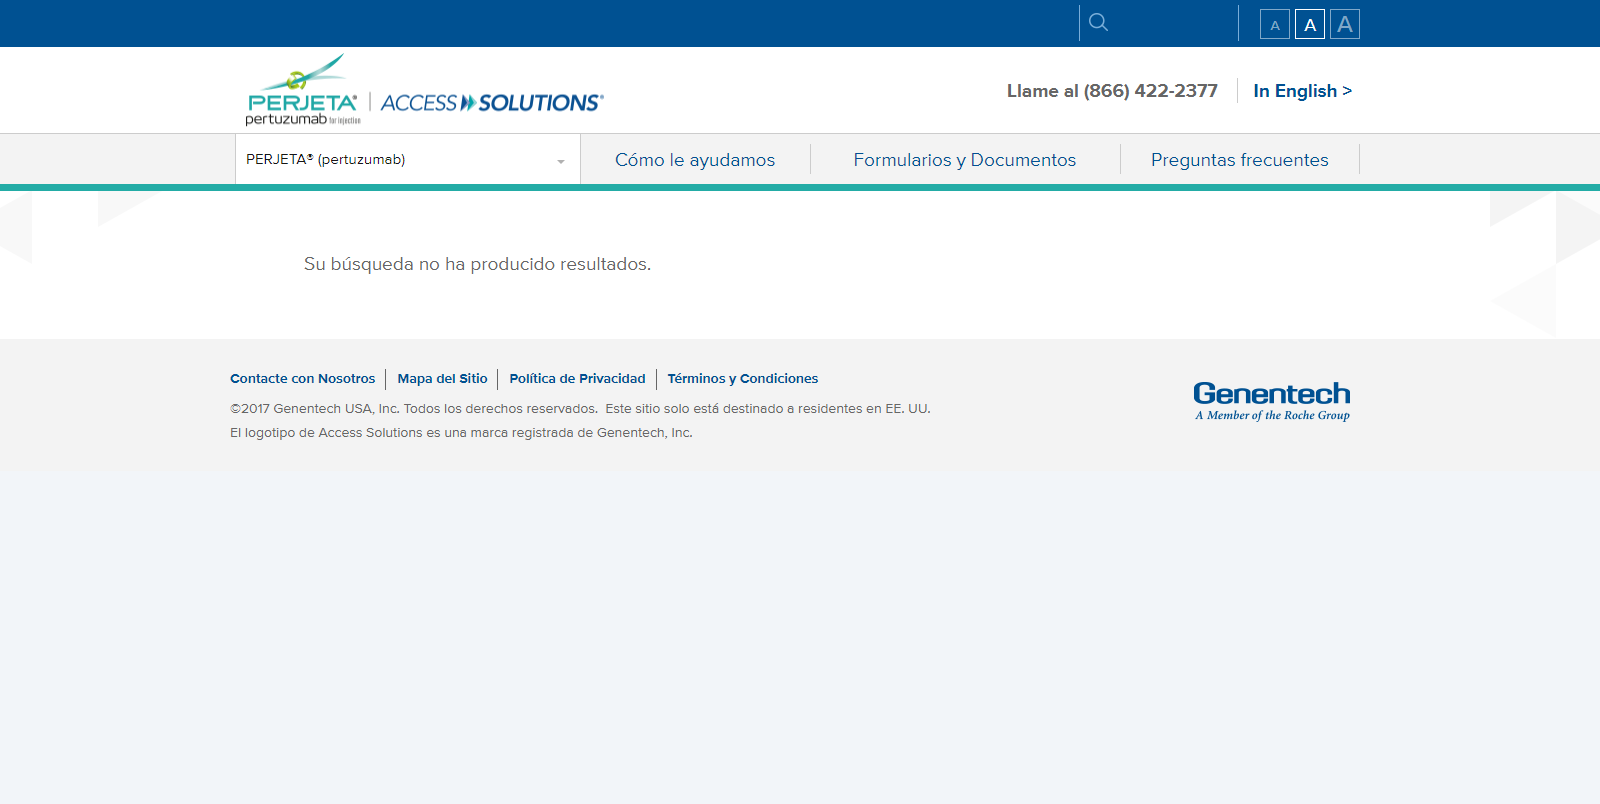 A A A
PERJETA®
pertuzumab for injection
ACCESS SOLUTIONS®
Llame al (866) 422-2377
In English >
PERJETA® (pertuzumab)
Cómo le ayudamos
Formularios y Documentos
Preguntas frecuentes
Su búsqueda no ha producido resultados.
Contacte con Nosotros
Mapa del Sitio
Política de Privacidad
Términos y Condiciones
©2017 Genentech USA, Inc. Todos los derechos reservados. Este sitio solo está destinado a residentes en EE. UU.
El logotipo de Access Solutions es una marca registrada de Genentech, Inc.
Genentech
A Member of the Roche Group